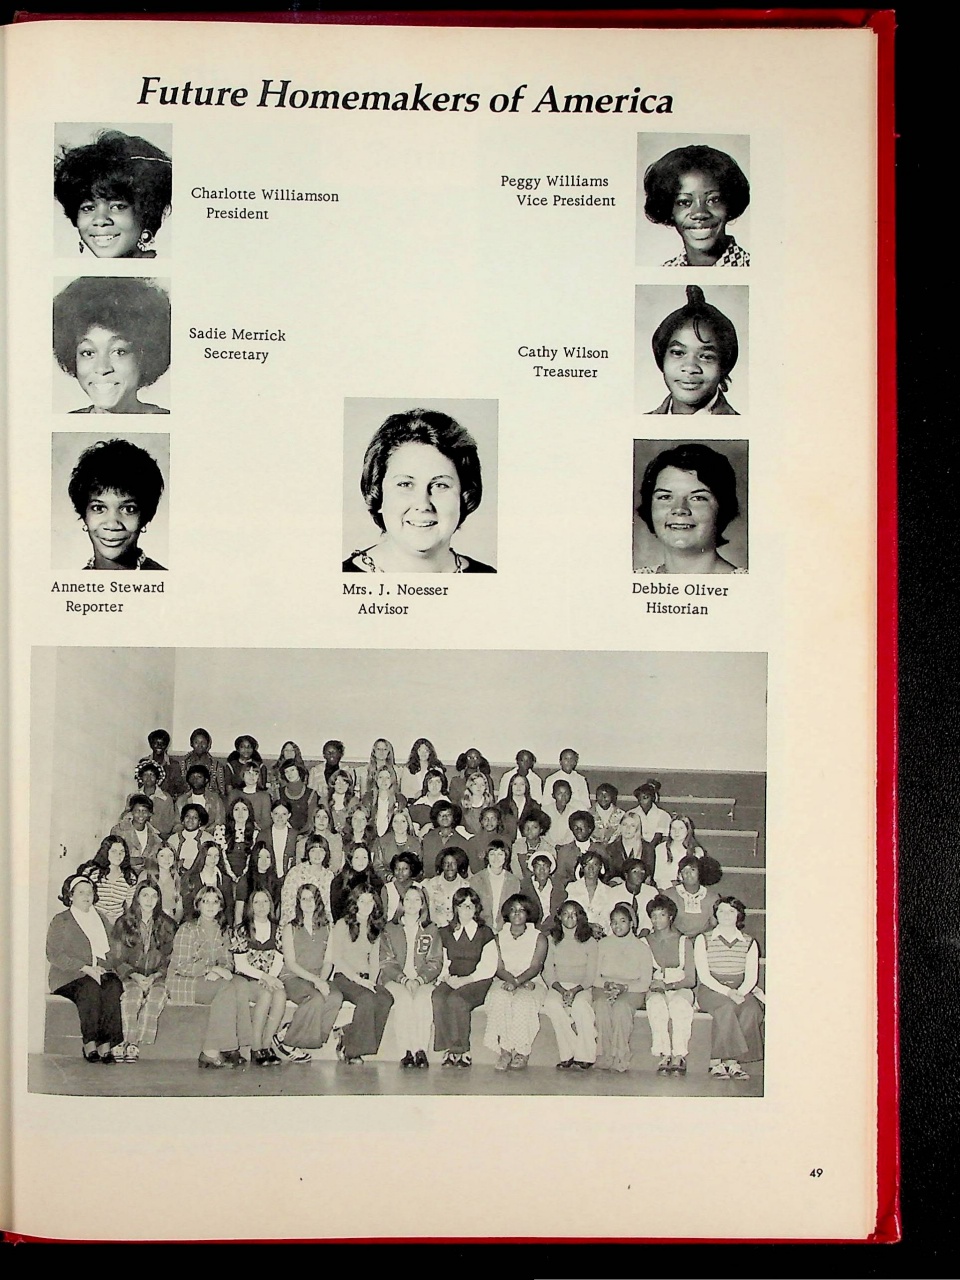 Future Homemakers of America
Charlotte Williamson
President
Peggy Williams
Vice President
Sadie Merrick
Secretary
Cathy Wilson
Treasurer
Annette Steward
Reporter
Mrs. J. Noesser
Advisor
Debbie Oliver
Historian
49